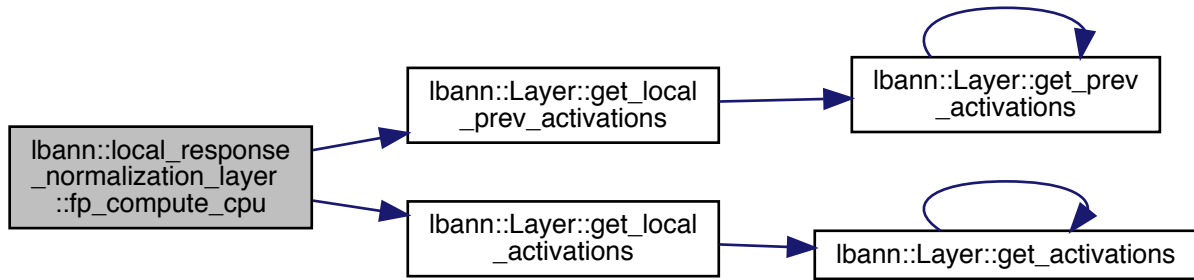 lbann::local_response
_normalization_layer
::fp_compute_cpu
lbann::Layer::get_local
_prev_activations
lbann::Layer::get_prev
_activations
lbann::Layer::get_local
_activations
lbann::Layer::get_activations